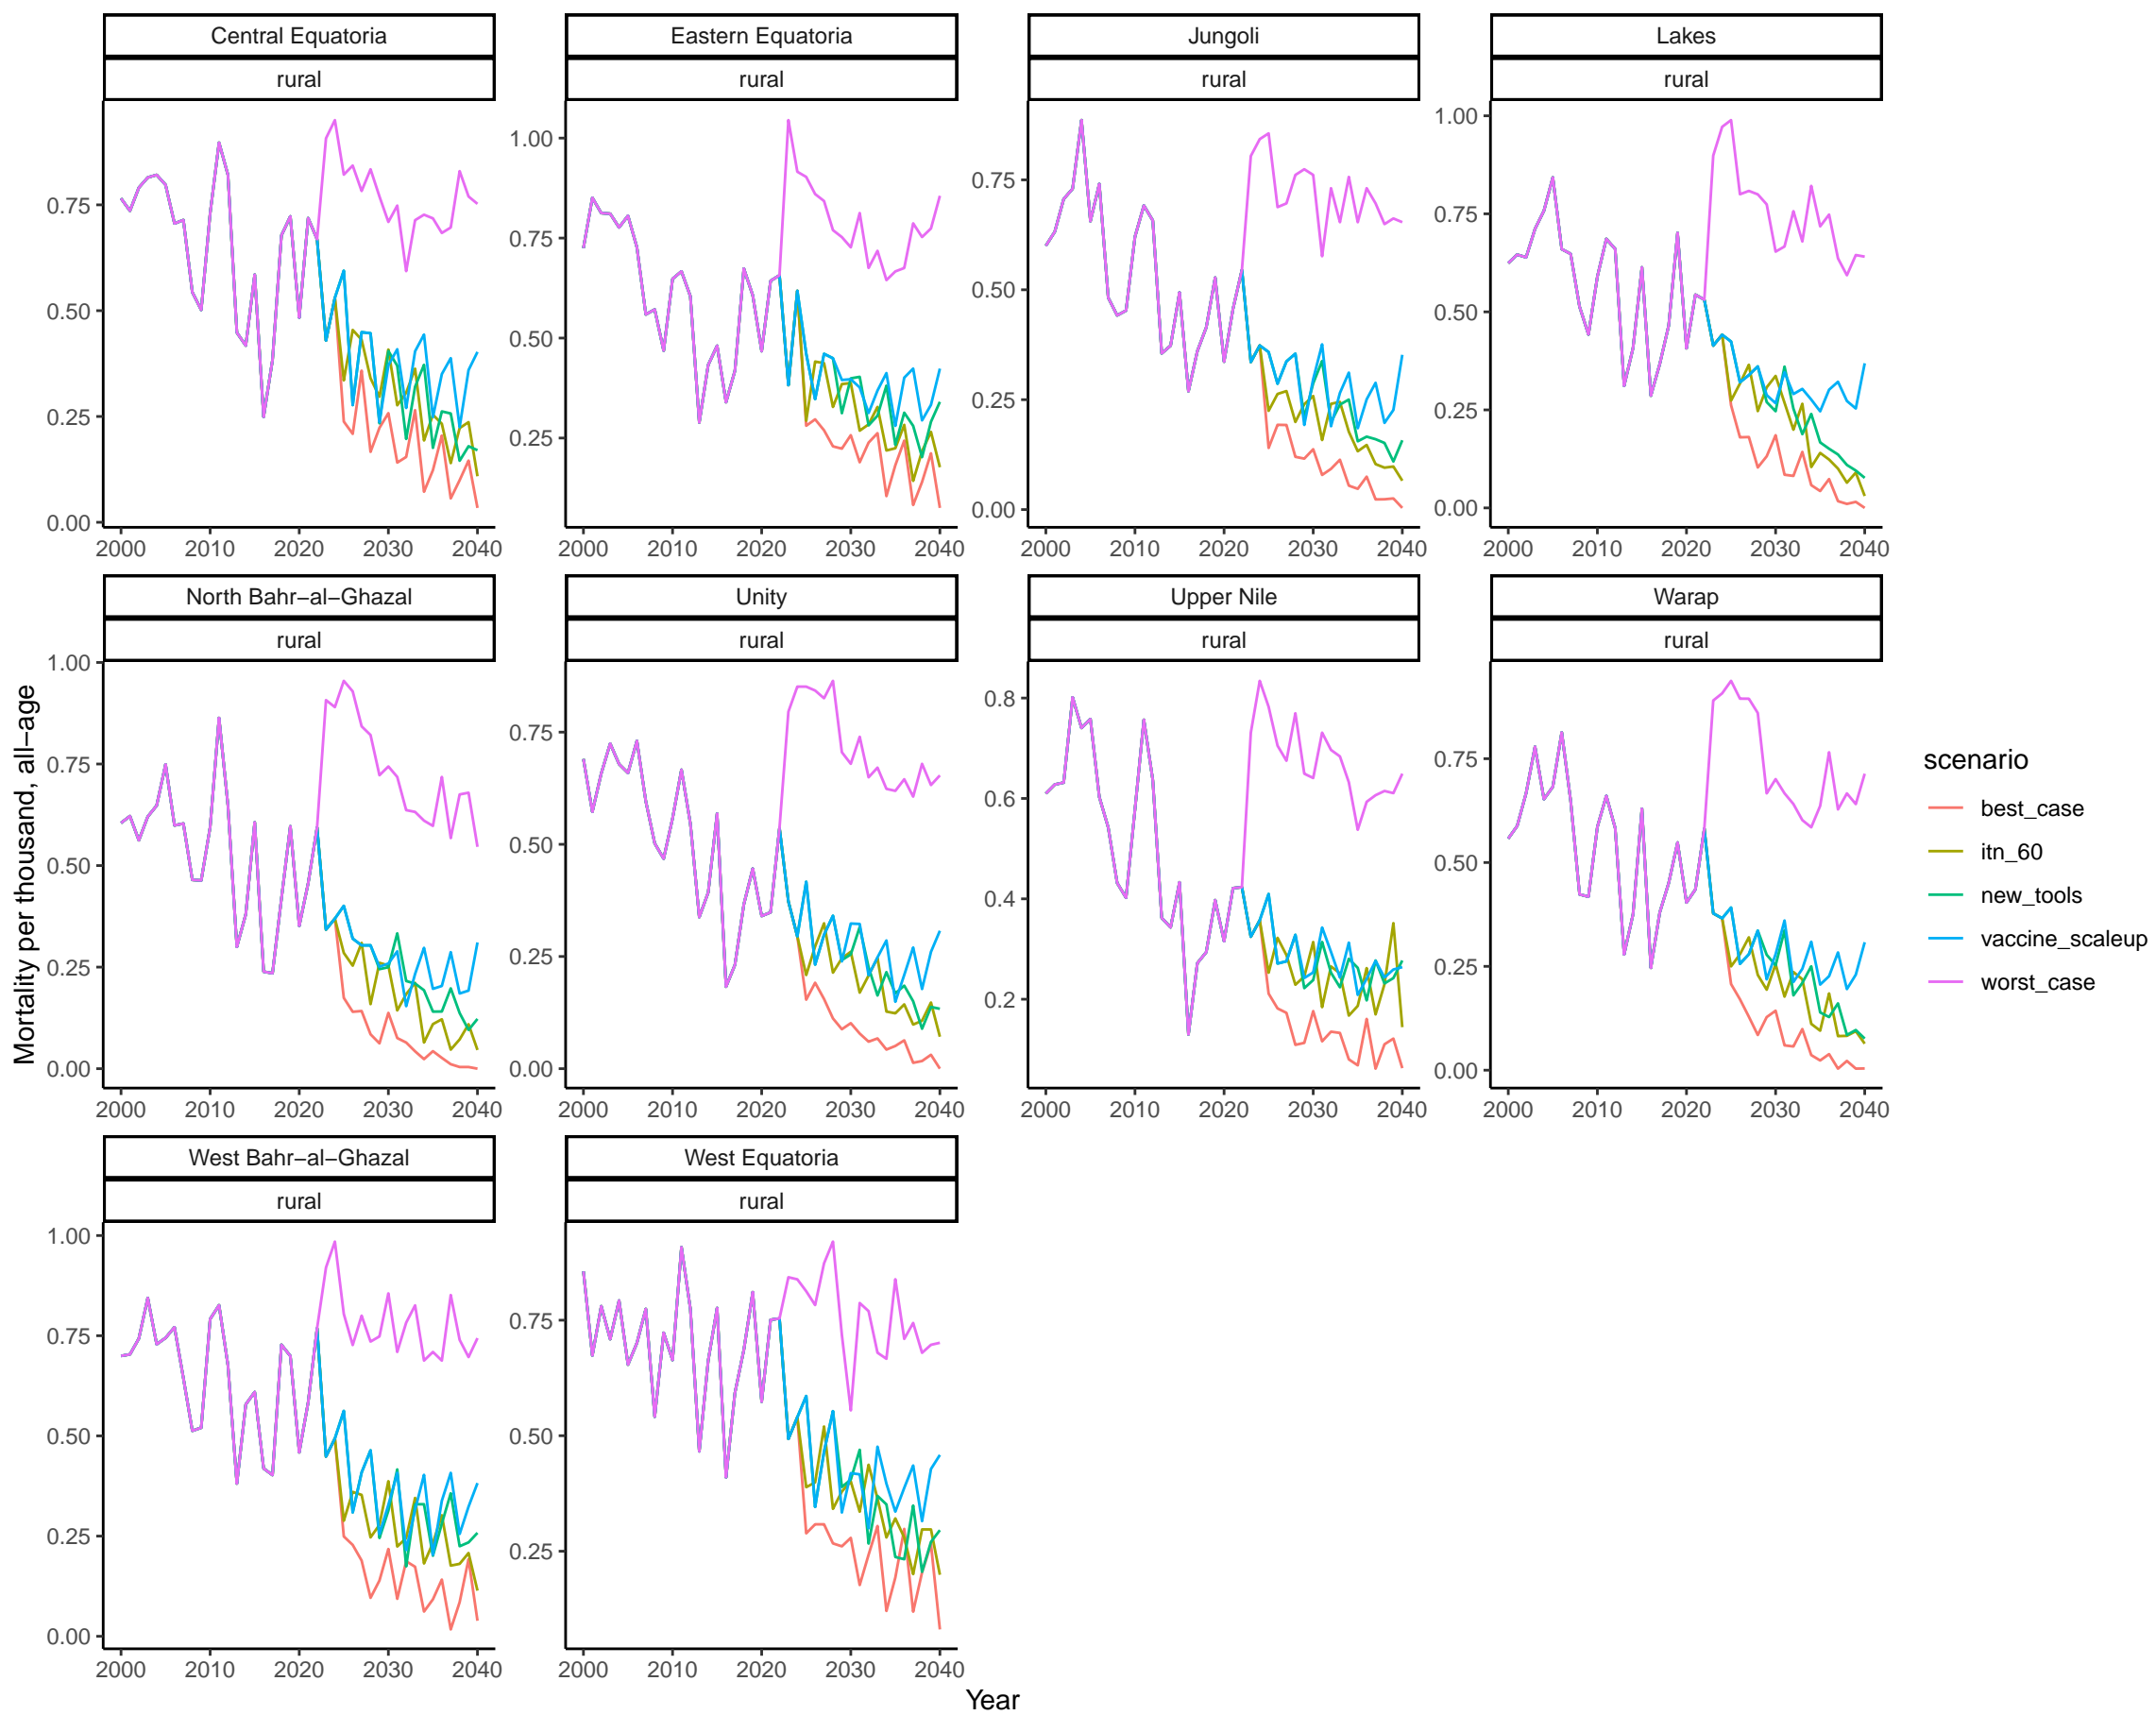 Central Equatoria
Eastern Equatoria
Jungoli
Lakes
rural
rural
rural
rural
0.75
0.50
0.25
0.00
1.00
0.75
0.50
0.25
0.75
0.50
0.25
0.00
1.00
0.75
0.50
0.25
0.00
2000 2010 2020 2030 2040
2000 2010 2020 2030 2040
2000 2010 2020 2030 2040
2000 2010 2020 2030 2040
North Bahr−al−Ghazal
Unity
Upper Nile
Warap
rural
rural
rural
rural
1.00
0.75
0.50
0.25
0.00
0.75
0.50
0.25
0.00
0.8
0.6
0.4
0.2
0.75
0.50
0.25
0.00
2000 2010 2020 2030 2040
2000 2010 2020 2030 2040
2000 2010 2020 2030 2040
2000 2010 2020 2030 2040
West Bahr−al−Ghazal
West Equatoria
rural
rural
1.00
0.75
0.50
0.25
0.00
0.75
0.50
0.25
2000 2010 2020 2030 2040
2000 2010 2020 2030 2040
Year
Mortality per thousand, all−age
scenario
best_case
itn_60
new_tools
vaccine_scaleup
worst_case